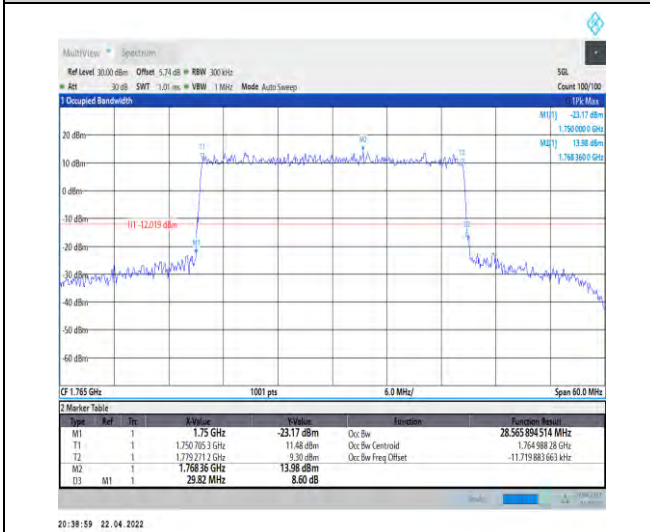 MultiView Spectrum
Ref Level 30.00 dBm Offset 5.74 dB RBW 300 kHz SGL
Att 30 dB SWT 1.01 ms VBW 1 MHz Mode Auto Sweep Count 100/100
1 Occupied Bandwidth 1Pk Max
M1[1] -23.17 dBm
1.750 000 0 GHz
M2[1] 13.98 dBm
1.768 360 0 GHz
20 dBm
M2
T1
T2
10 dBm
0 dBm
-10 dBm
H1 -12.019 dBm
D3
-20 dBm
M1
-30 dBm
-40 dBm
-50 dBm
-60 dBm
CF 1.765 GHz 1001 pts 6.0 MHz/ Span 60.0 MHz
2 Marker Table
Type Ref Trc X-Value Y-Value Function Function Result
M1 1 1.75 GHz -23.17 dBm Occ Bw 28.565 894 514 MHz
T1 1 1.750 705 3 GHz 11.48 dBm Occ Bw Centroid 1.764 988 28 GHz
T2 1 1.779 271 2 GHz 9.30 dBm Occ Bw Freq Offset -11.719 883 663 kHz
M2 1 1.768 36 GHz 13.98 dBm
D3 M1 1 29.82 MHz 8.60 dB
20:38:59 22.04.2022